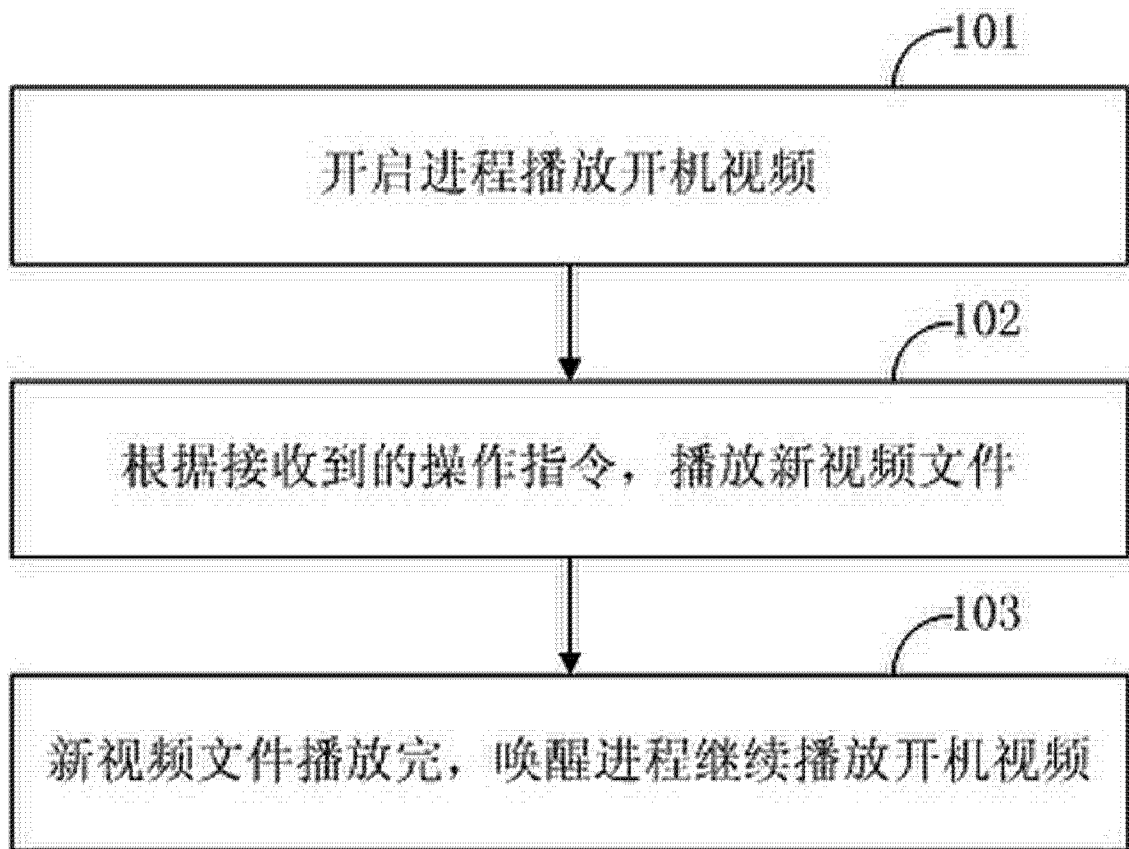 101
开启进程播放开机视频
102
根据接收到的操作指令，播放新视频文件
103
新视频文件播放完，唤醒进程继续播放开机视频